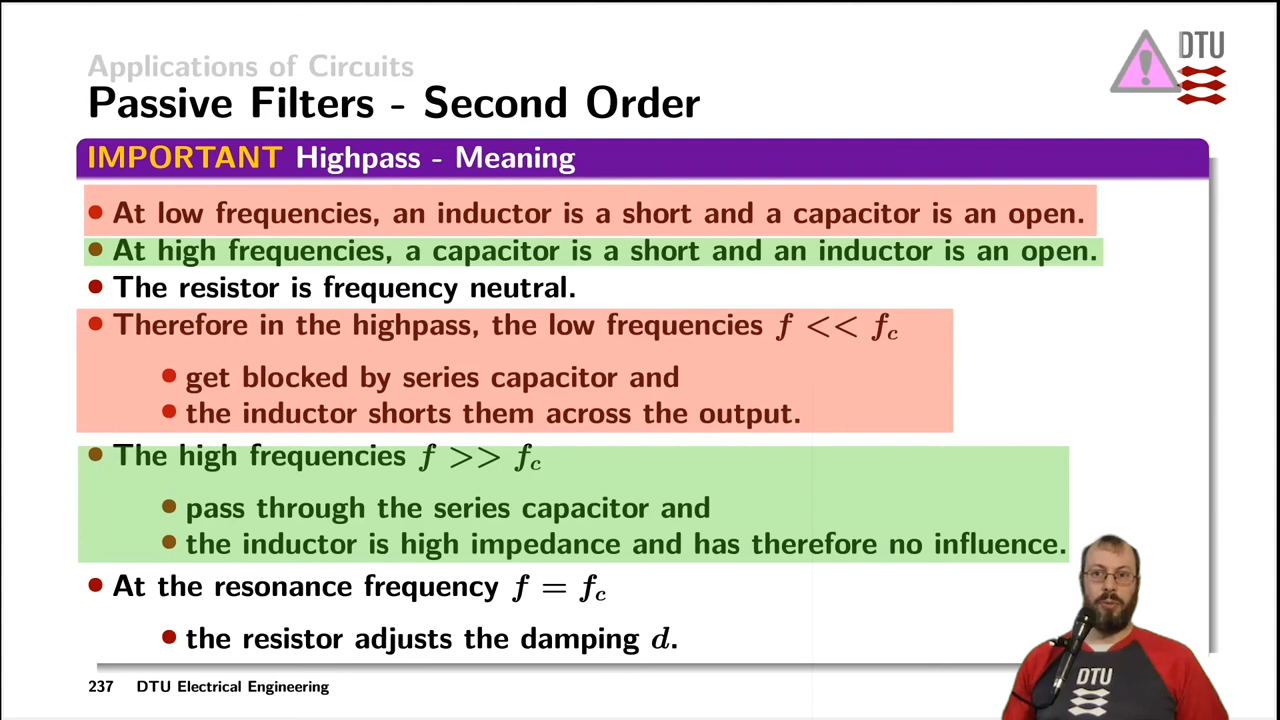 Applications of Circuits
Passive Filters - Second Order
DTU
IMPORTANT Highpass - Meaning
• At low frequencies, an inductor is a short and a capacitor is an open.
• At high frequencies, a capacitor is a short and an inductor is an open.
• The resistor is frequency neutral.
• Therefore in the highpass, the low frequencies f << fc
• get blocked by series capacitor and
• the inductor shorts them across the output.
• The high frequencies f >> fc
• pass through the series capacitor and
• the inductor is high impedance and has therefore no influence.
• At the resonance frequency f = fc
• the resistor adjusts the damping d.
237 DTU Electrical Engineering
DTU